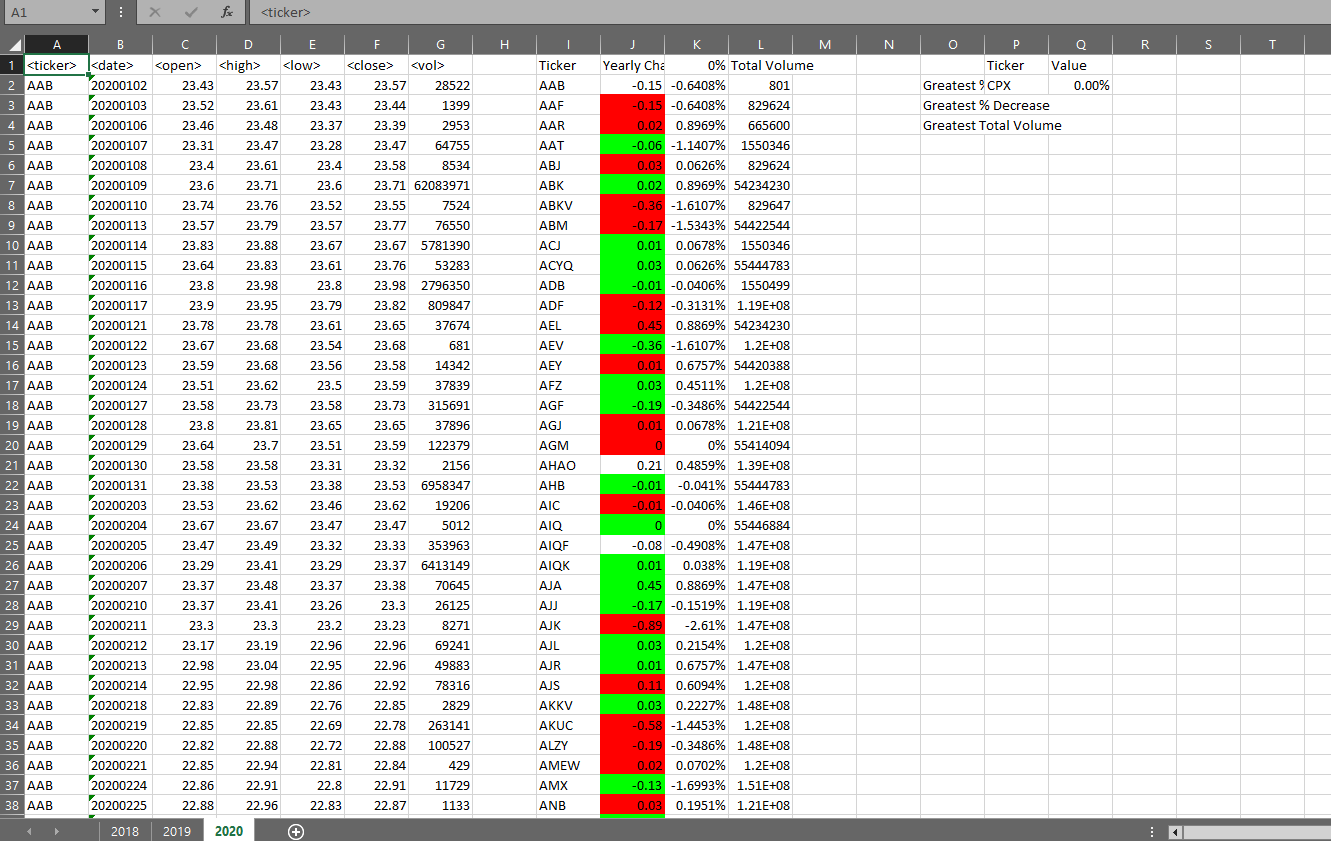 A1 fx <ticker>
A B C D E F G H I J K L M N O P Q R S T
1 <ticker> <date> <open> <high> <low> <close> <vol> Ticker Yearly Cha 0% Total Volume Ticker Value
2 AAB 20200102 23.43 23.57 23.43 23.57 28522 AAB -0.15 -0.6408% 801 Greatest % CPX 0.00%
3 AAB 20200103 23.52 23.61 23.43 23.44 1399 AAF -0.15 -0.6408% 829624 Greatest % Decrease
4 AAB 20200106 23.46 23.48 23.37 23.39 2953 AAR 0.02 0.8969% 665600 Greatest Total Volume
5 AAB 20200107 23.31 23.47 23.28 23.47 64755 AAT -0.06 -1.1407% 1550346
6 AAB 20200108 23.4 23.61 23.4 23.58 8534 ABJ 0.03 0.0626% 829624
7 AAB 20200109 23.6 23.71 23.6 23.71 62083971 ABK 0.02 0.8969% 54234230
8 AAB 20200110 23.74 23.76 23.52 23.55 7524 ABKV -0.36 -1.6107% 829647
9 AAB 20200113 23.57 23.79 23.57 23.77 76550 ABM -0.17 -1.5343% 54422544
10 AAB 20200114 23.83 23.88 23.67 23.67 5781390 ACJ 0.01 0.0678% 1550346
11 AAB 20200115 23.64 23.83 23.61 23.76 53283 ACYQ 0.03 0.0626% 55444783
12 AAB 20200116 23.8 23.98 23.8 23.98 2796350 ADB -0.01 -0.0406% 1550499
13 AAB 20200117 23.9 23.95 23.79 23.82 809847 ADF -0.12 -0.3131% 1.19E+08
14 AAB 20200121 23.78 23.78 23.61 23.65 37674 AEL 0.45 0.8869% 54234230
15 AAB 20200122 23.67 23.68 23.54 23.68 681 AEV -0.36 -1.6107% 1.2E+08
16 AAB 20200123 23.59 23.68 23.56 23.58 14342 AEY 0.01 0.6757% 54420388
17 AAB 20200124 23.51 23.62 23.5 23.59 37839 AFZ 0.03 0.4511% 1.2E+08
18 AAB 20200127 23.58 23.73 23.58 23.73 315691 AGF -0.19 -0.3486% 54422544
19 AAB 20200128 23.8 23.81 23.65 23.65 37896 AGJ 0.01 0.0678% 1.21E+08
20 AAB 20200129 23.64 23.7 23.51 23.59 122379 AGM 0 0% 55414094
21 AAB 20200130 23.58 23.58 23.31 23.32 2156 AHAO 0.21 0.4859% 1.39E+08
22 AAB 20200131 23.38 23.53 23.38 23.53 6958347 AHB -0.01 -0.041% 55444783
23 AAB 20200203 23.53 23.62 23.46 23.62 19206 AIC -0.01 -0.0406% 1.46E+08
24 AAB 20200204 23.67 23.67 23.47 23.47 5012 AIQ 0 0% 55446884
25 AAB 20200205 23.47 23.49 23.32 23.33 353963 AIQF -0.08 -0.4908% 1.47E+08
26 AAB 20200206 23.29 23.41 23.29 23.37 6413149 AIQK 0.01 0.038% 1.19E+08
27 AAB 20200207 23.37 23.48 23.37 23.38 70645 AJA 0.45 0.8869% 1.47E+08
28 AAB 20200210 23.37 23.41 23.26 23.3 26125 AJJ -0.17 -0.1519% 1.19E+08
29 AAB 20200211 23.3 23.3 23.2 23.23 8271 AJK -0.89 -2.61% 1.47E+08
30 AAB 20200212 23.17 23.19 22.96 22.96 69241 AJL 0.03 0.2154% 1.2E+08
31 AAB 20200213 22.98 23.04 22.95 22.96 49883 AJR 0.01 0.6757% 1.47E+08
32 AAB 20200214 22.95 22.98 22.86 22.92 78316 AJS 0.11 0.6094% 1.2E+08
33 AAB 20200218 22.83 22.89 22.76 22.85 2829 AKKV 0.03 0.2227% 1.48E+08
34 AAB 20200219 22.85 22.85 22.69 22.78 263141 AKUC -0.58 -1.4453% 1.2E+08
35 AAB 20200220 22.82 22.88 22.72 22.88 100527 ALZY -0.19 -0.3486% 1.48E+08
36 AAB 20200221 22.85 22.94 22.81 22.84 429 AMEW 0.02 0.0702% 1.2E+08
37 AAB 20200224 22.86 22.91 22.8 22.91 11729 AMX -0.13 -1.6993% 1.51E+08
38 AAB 20200225 22.88 22.96 22.83 22.87 1133 ANB 0.03 0.1951% 1.21E+08
2018 2019 2020